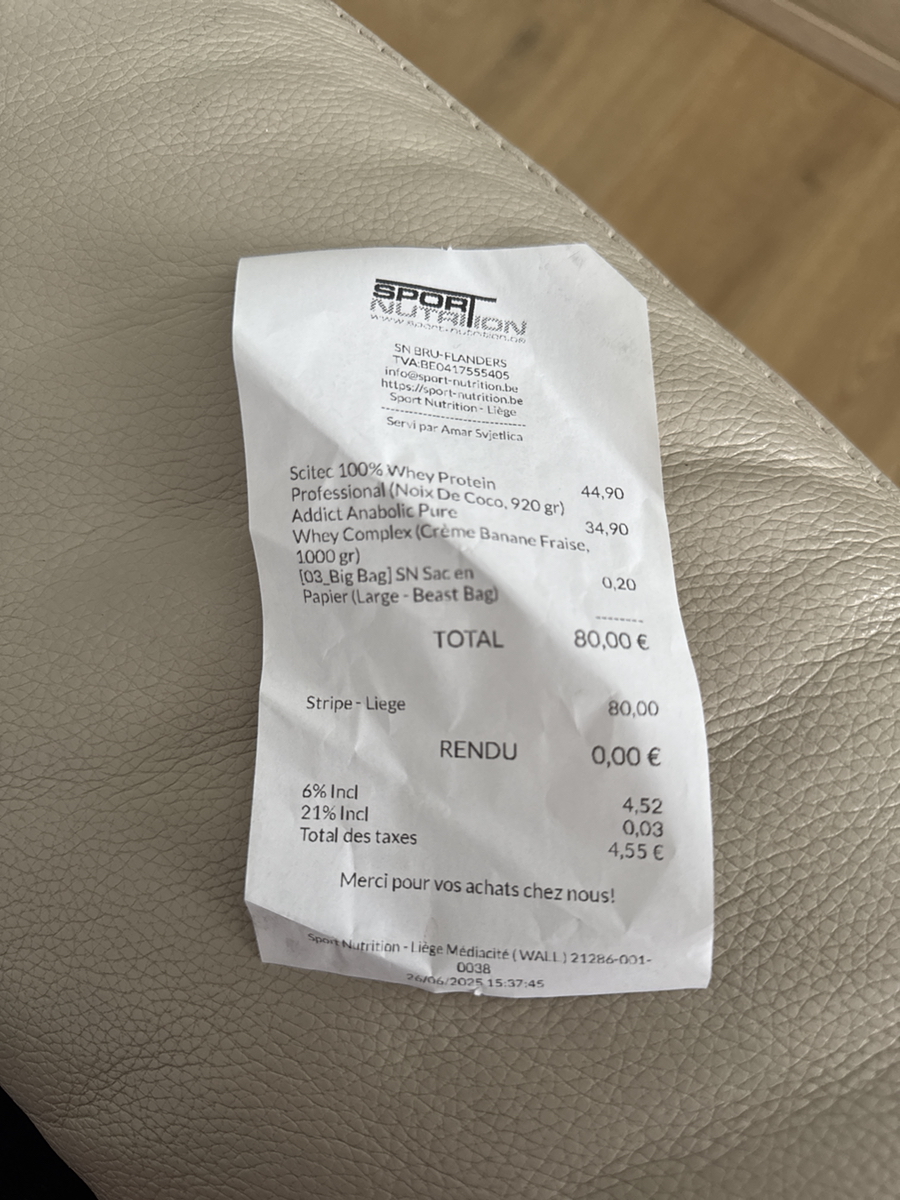 SPORT
NUTRITION
www.sport-nutrition.be
SN BRU-FLANDERS
TVA:BE0417555405
info@sport-nutrition.be
https://sport-nutrition.be
Sport Nutrition - Liège
Servi par Amar Svjetlica
Scitec 100% Whey Protein
Professional (Noix De Coco, 920 gr) 44,90
Addict Anabolic Pure 34,90
Whey Complex (Crème Banane Fraise,
1000 gr)
[03_Big Bag] SN Sac en 0,20
Papier (Large - Beast Bag)
--------
TOTAL 80,00 €
Stripe - Liege 80,00
RENDU 0,00 €
6% Incl 4,52
21% Incl 0,03
Total des taxes 4,55 €
Merci pour vos achats chez nous!
Sport Nutrition - Liège Médiacité ( WALL ) 21286-001-
0038
26/06/2025 15:37:45